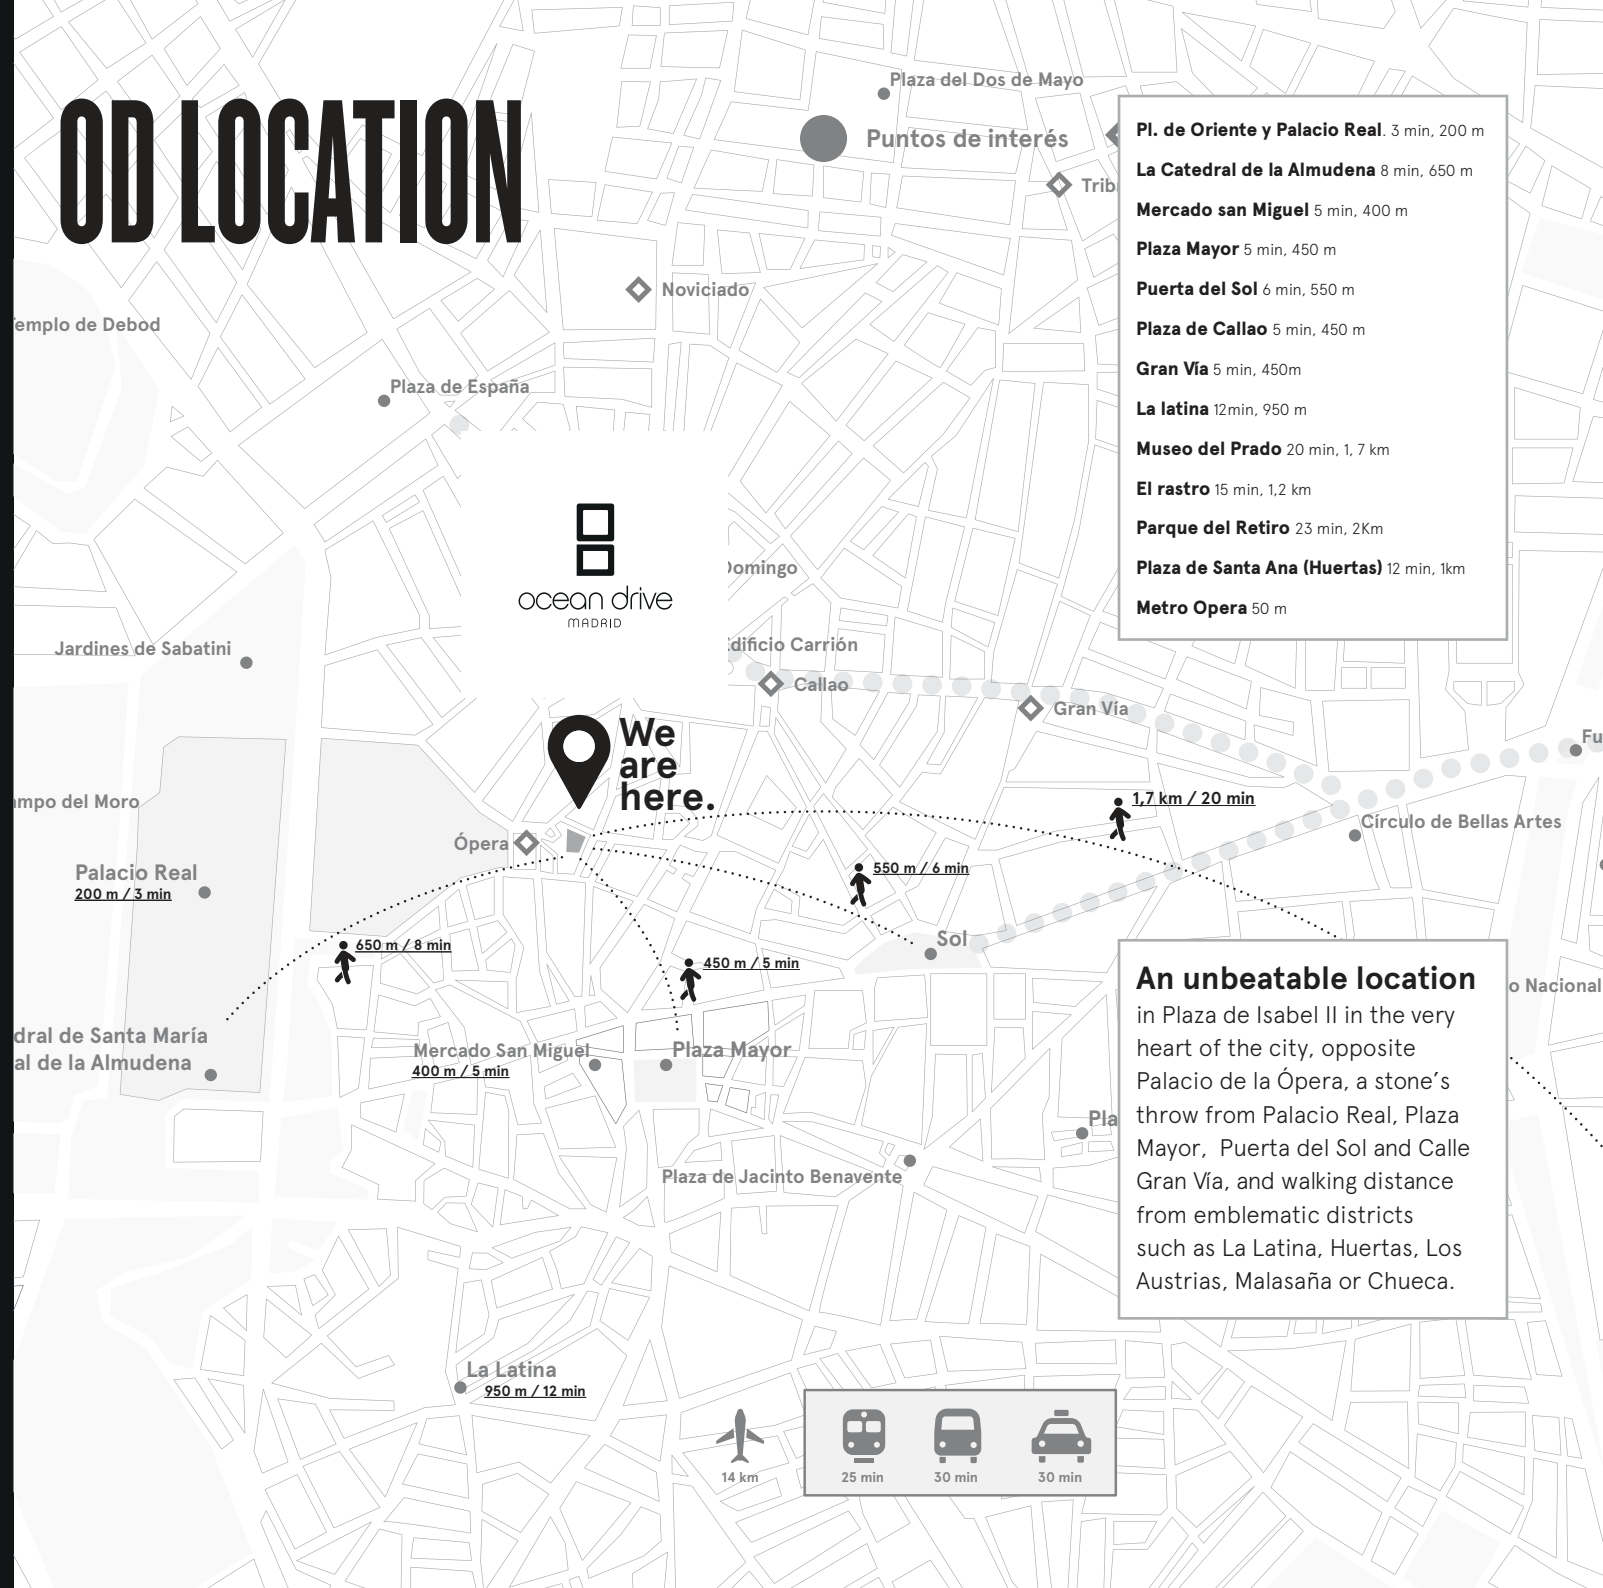 OD LOCATION
Plaza del Dos de Mayo
Puntos de interés
Noviciado
Templo de Debod
Plaza de España
Pl. de Oriente y Palacio Real. 3 min, 200 m
La Catedral de la Almudena 8 min, 650 m
Mercado san Miguel 5 min, 400 m
Plaza Mayor 5 min, 450 m
Puerta del Sol 6 min, 550 m
Plaza de Callao 5 min, 450 m
Gran Vía 5 min, 450m
La latina 12min, 950 m
Museo del Prado 20 min, 1, 7 km
El rastro 15 min, 1,2 km
Parque del Retiro 23 min, 2Km
Plaza de Santa Ana (Huertas) 12 min, 1km
Metro Opera 50 m
Domingo
ocean drive
MADRID
Jardines de Sabatini
Edificio Carrión
Callao
Gran Vía
We
are
here.
del Moro
1,7 km / 20 min
Círculo de Bellas Artes
Ópera
Palacio Real
200 m / 3 min
550 m / 6 min
Sol
650 m / 8 min
450 m / 5 min
de Santa María
de la Almudena
Mercado San Miguel
400 m / 5 min
Plaza Mayor
Plaza de Jacinto Benavente
An unbeatable location
in Plaza de Isabel II in the very
heart of the city, opposite
Palacio de la Ópera, a stone’s
throw from Palacio Real, Plaza
Mayor,  Puerta del Sol and Calle
Gran Vía, and walking distance
from emblematic districts
such as La Latina, Huertas, Los
Austrias, Malasaña or Chueca.
Nacional
La Latina
950 m / 12 min
14 km
25 min
30 min
30 min